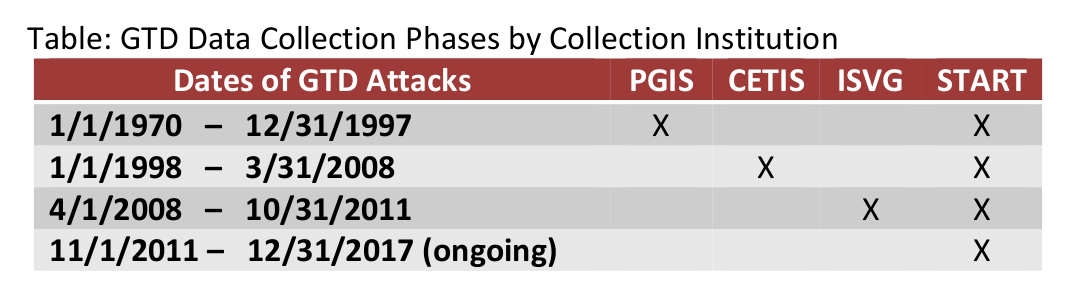 Table: GTD Data Collection Phases by Collection Institution
Dates of GTD Attacks PGIS CETIS ISVG START
1/1/1970 – 12/31/1997 X X
1/1/1998 – 3/31/2008 X X
4/1/2008 – 10/31/2011 X X
11/1/2011 – 12/31/2017 (ongoing) X